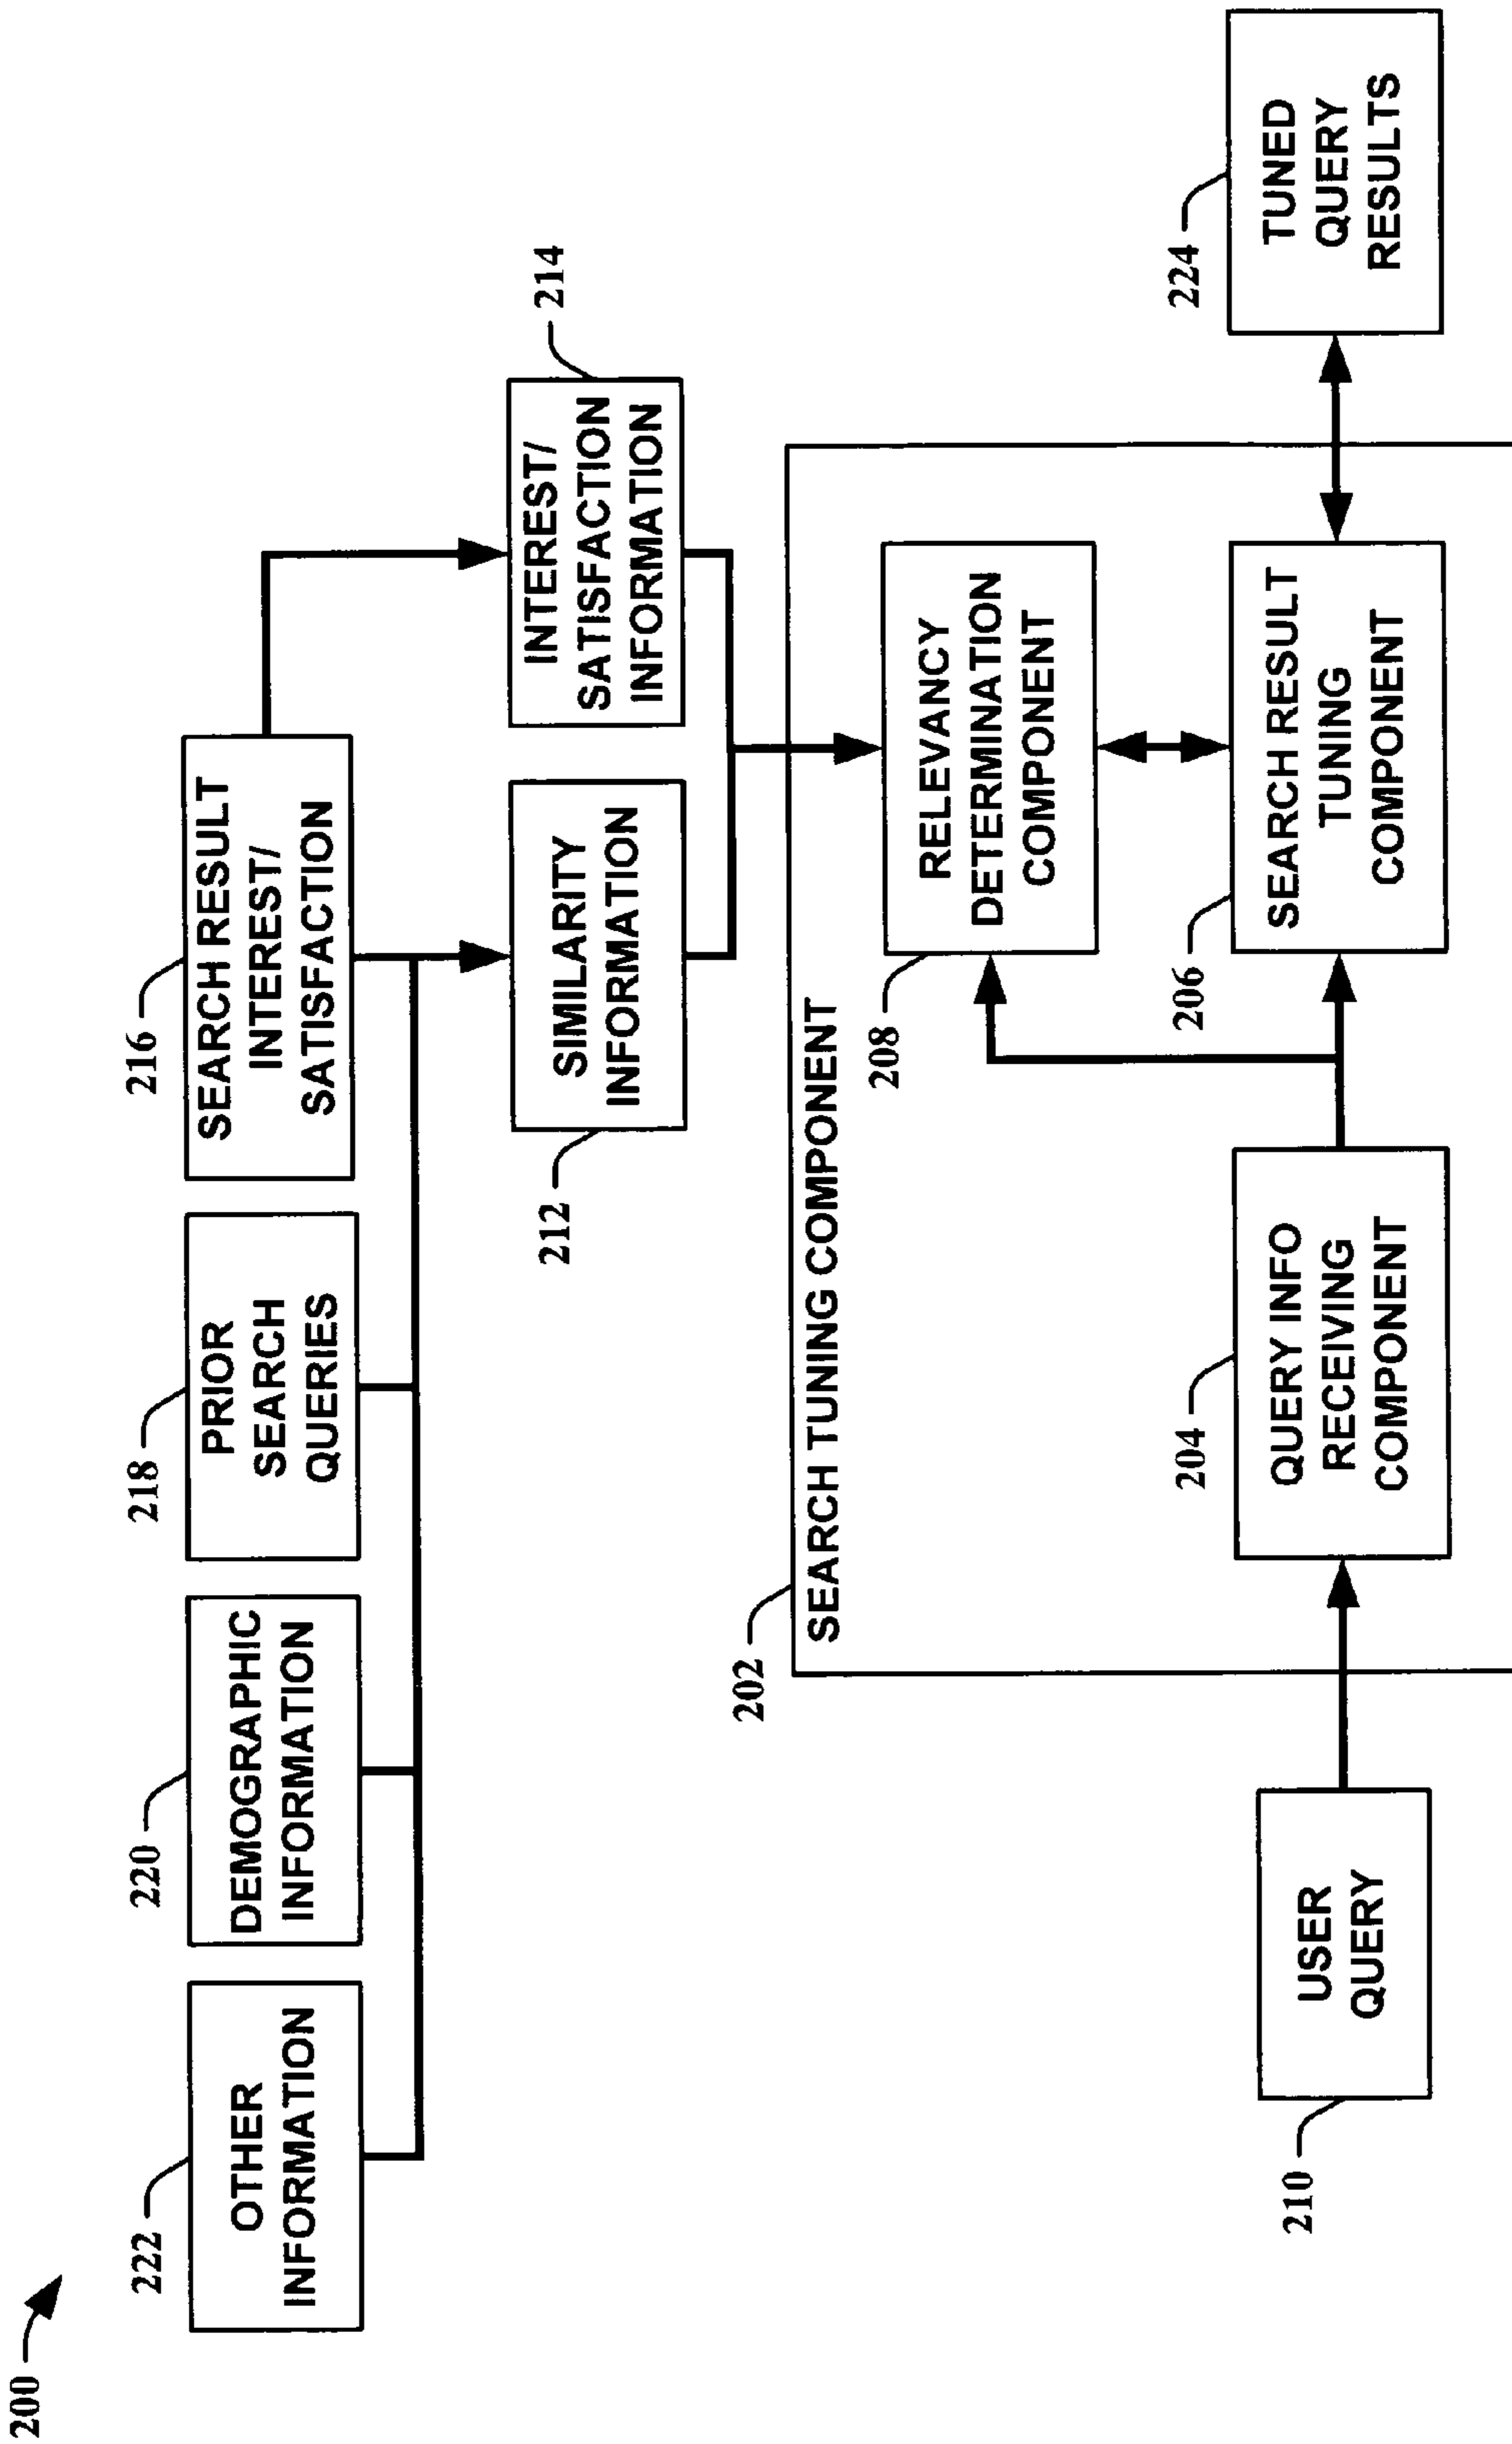 200
222
OTHER
INFORMATION
220
DEMOGRAPHIC
INFORMATION
218
PRIOR
SEARCH
QUERIES
216
SEARCH RESULT
INTEREST/
SATISFACTION
212
SIMILARITY
INFORMATION
INTEREST/
SATISFACTION
INFORMATION
214
202
SEARCH TUNING COMPONENT
208
RELEVANCY
DETERMINATION
COMPONENT
210
USER
QUERY
204
QUERY INFO
RECEIVING
COMPONENT
206
SEARCH RESULT
TUNING
COMPONENT
224
TUNED
QUERY
RESULTS